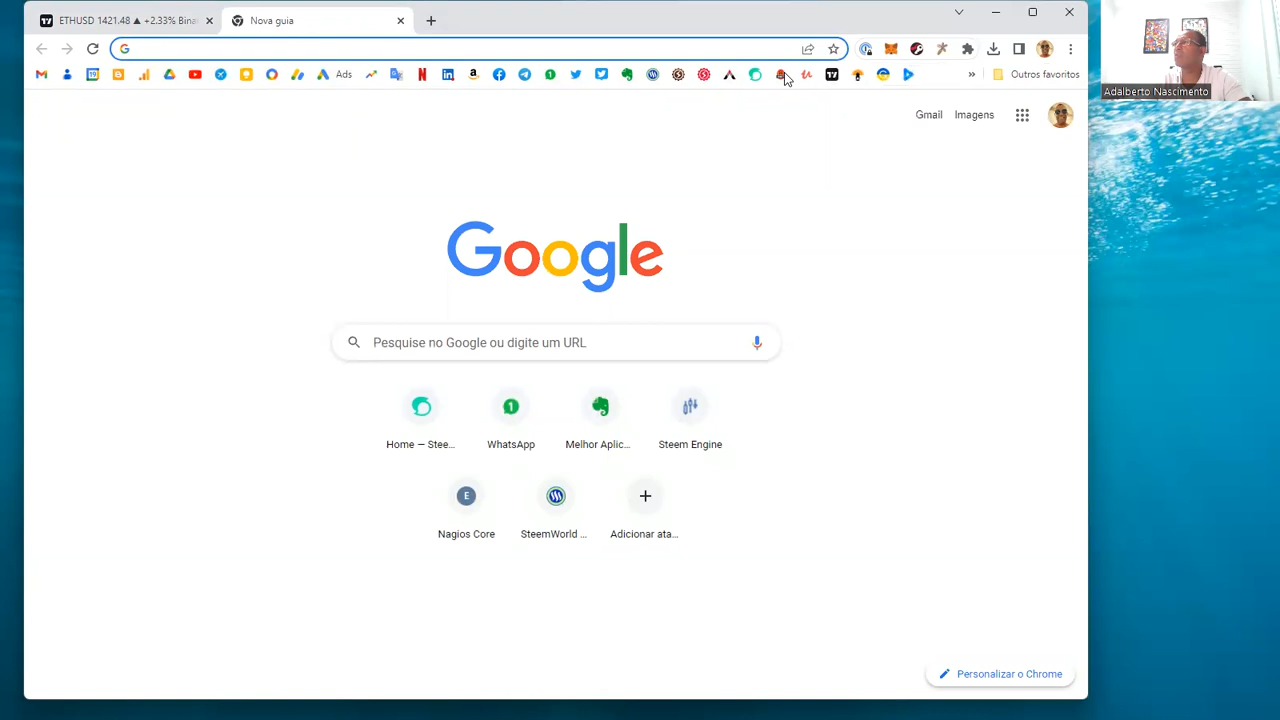 ETHUSD 1421.48 ▲ +2.33% Bina
Nova guia
Ads
Outros favoritos
Adalberto Nascimento
Gmail
Imagens
Google
Pesquise no Google ou digite um URL
Home — Stee...
WhatsApp
Melhor Aplic...
Steem Engine
E
Nagios Core
SteemWorld ...
Adicionar ata...
Personalizar o Chrome